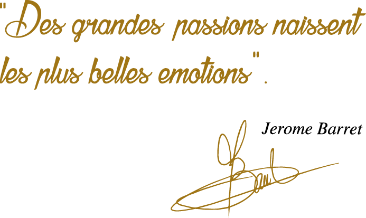 "Des grandes passions naissent
les plus belles emotions".
Jerome Barret